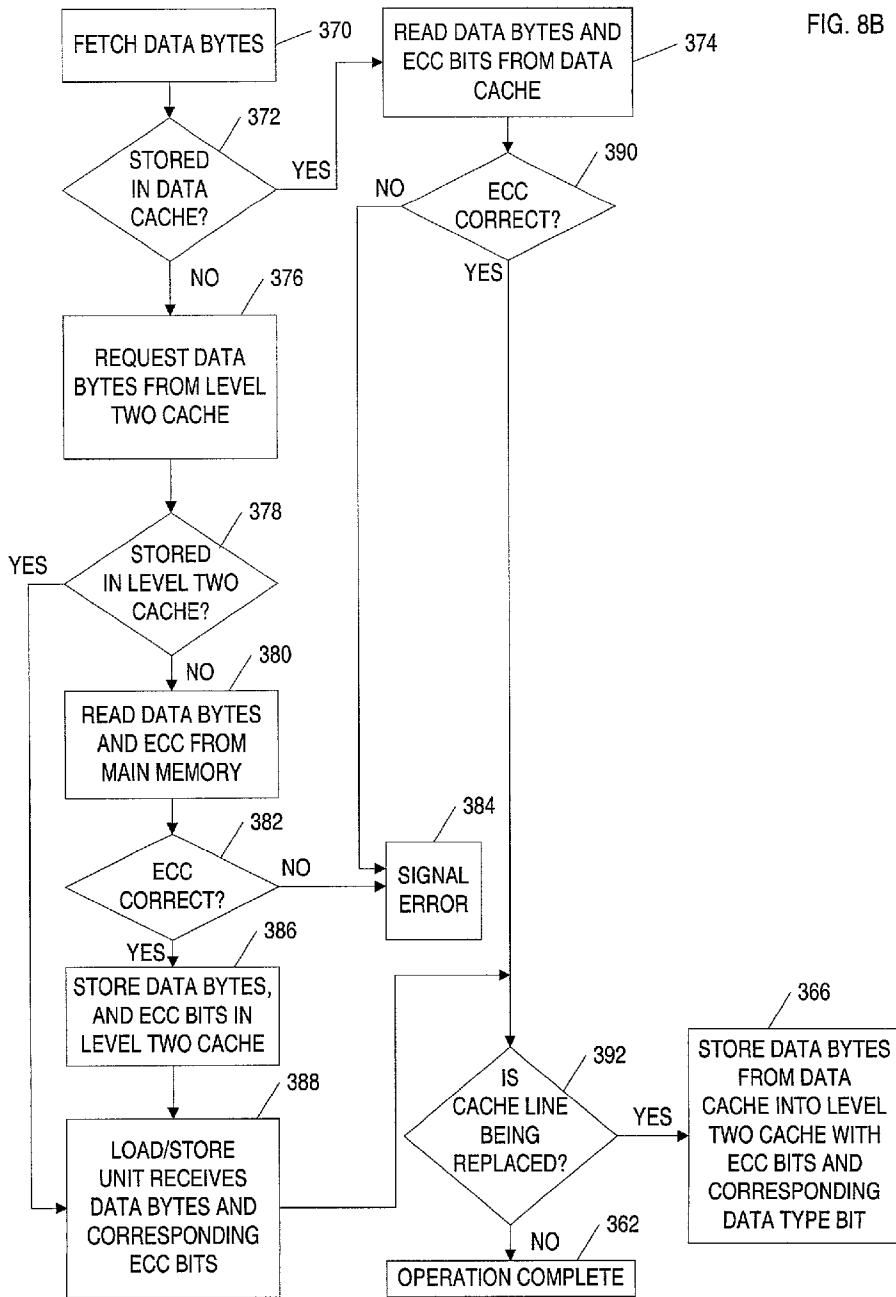 FIG. 8B
FETCH DATA BYTES
370
372
STORED
IN DATA
CACHE?
YES
NO
READ DATA BYTES AND
ECC BITS FROM DATA
CACHE
374
390
ECC
CORRECT?
NO
YES
376
REQUEST DATA
BYTES FROM LEVEL
TWO CACHE
378
STORED
IN LEVEL TWO
CACHE?
YES
NO
380
READ DATA BYTES
AND ECC FROM
MAIN MEMORY
382
ECC
CORRECT?
NO
YES
384
SIGNAL
ERROR
386
STORE DATA BYTES,
AND ECC BITS IN
LEVEL TWO CACHE
388
LOAD/STORE
UNIT RECEIVES
DATA BYTES AND
CORRESPONDING
ECC BITS
392
IS
CACHE LINE
BEING
REPLACED?
YES
NO
366
STORE DATA BYTES
FROM DATA
CACHE INTO LEVEL
TWO CACHE WITH
ECC BITS AND
CORRESPONDING
DATA TYPE BIT
362
OPERATION COMPLETE